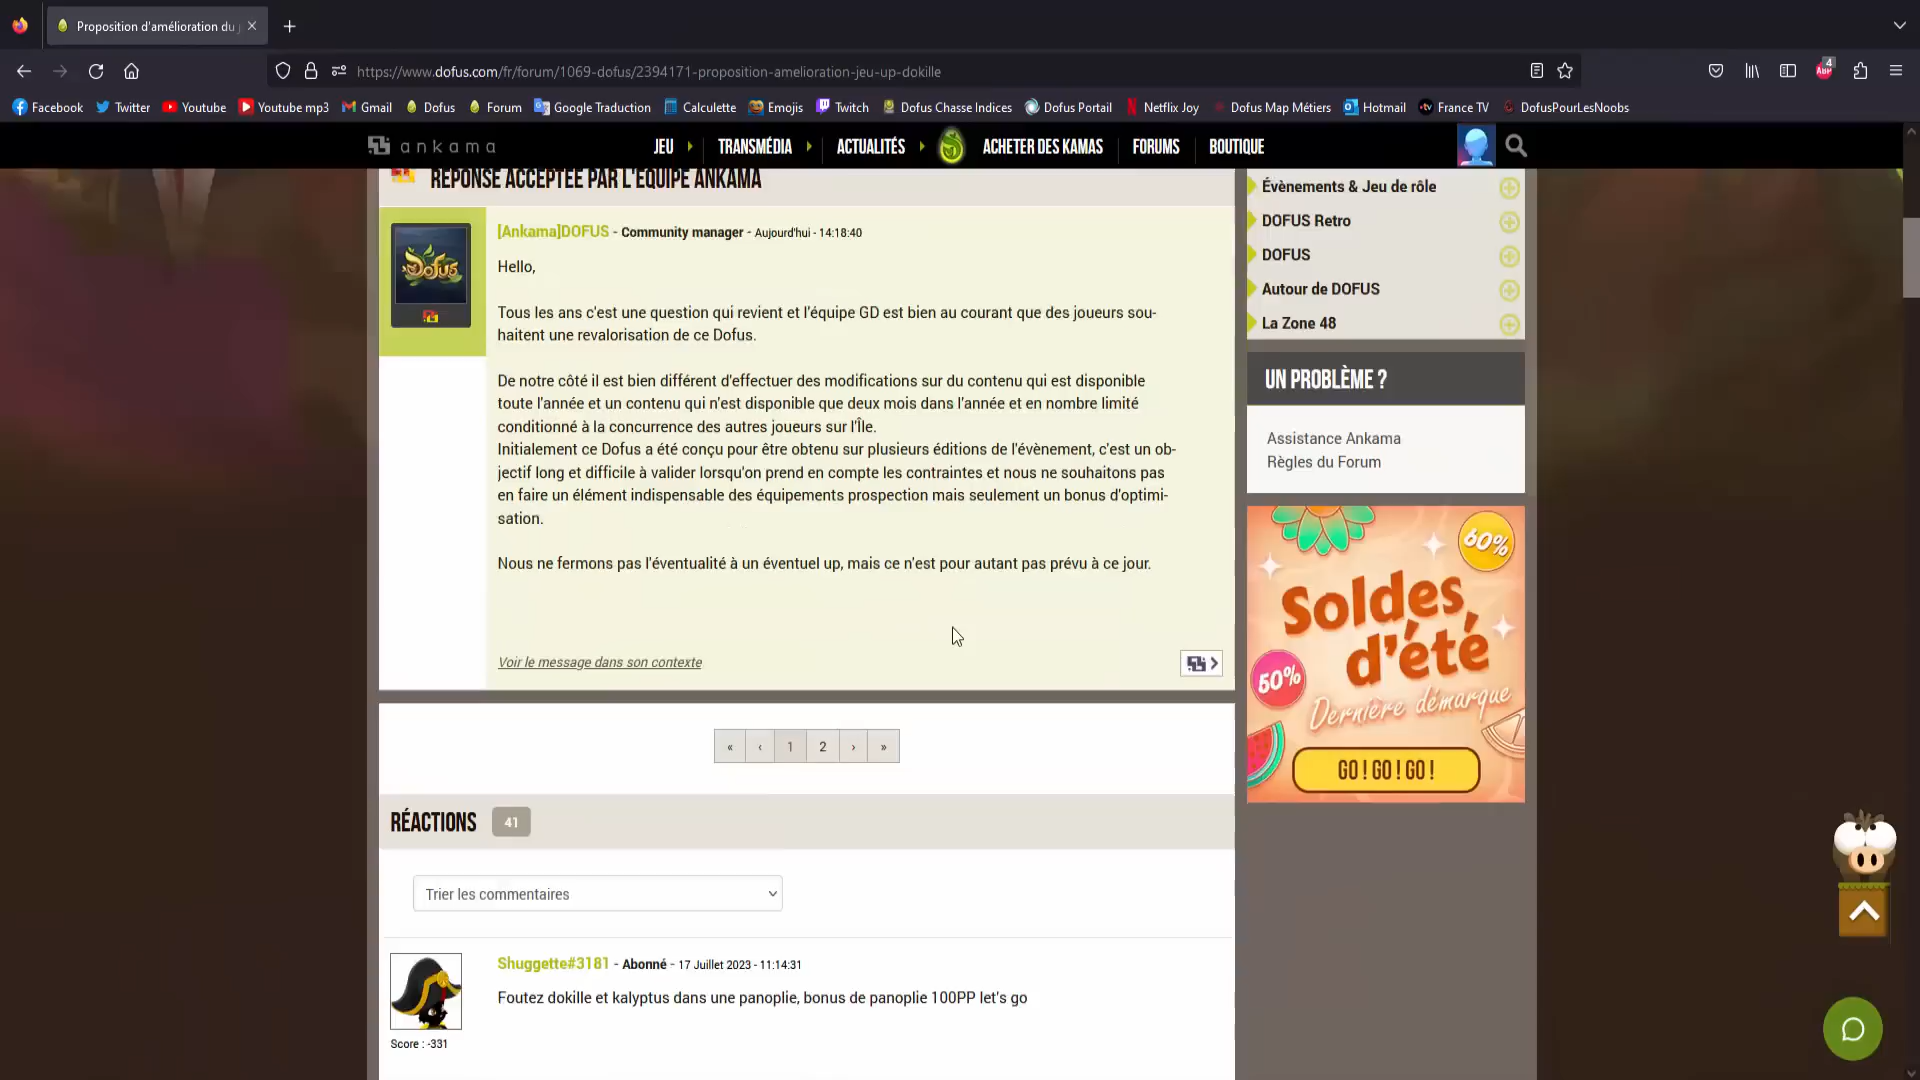 Proposition d'amélioration du j
https://www.dofus.com/fr/forum/1069-dofus/2394171-proposition-amelioration-jeu-up-dokille
4
Facebook
Twitter
Youtube
Youtube mp3
Gmail
Dofus
Forum
Google Traduction
Calculette
Emojis
Twitch
Dofus Chasse Indices
Dofus Portail
Netflix Joy
Dofus Map Métiers
Hotmail
France TV
DofusPourLesNoobs
ankama
JEU
TRANSMÉDIA
ACTUALITÉS
ACHETER DES KAMAS
FORUMS
BOUTIQUE
RÉPONSE ACCEPTÉE PAR L'ÉQUIPE ANKAMA
Dofus
[Ankama]DOFUS - Community manager - Aujourd'hui - 14:18:40
Hello,
Tous les ans c'est une question qui revient et l'équipe GD est bien au courant que des joueurs sou-
haitent une revalorisation de ce Dofus.
De notre côté il est bien différent d'effectuer des modifications sur du contenu qui est disponible
toute l'année et un contenu qui n'est disponible que deux mois dans l'année et en nombre limité
conditionné à la concurrence des autres joueurs sur l'Île.
Initialement ce Dofus a été conçu pour être obtenu sur plusieurs éditions de l'évènement, c'est un ob-
jectif long et difficile à valider lorsqu'on prend en compte les contraintes et nous ne souhaitons pas
en faire un élément indispensable des équipements prospection mais seulement un bonus d'optimi-
sation.
Nous ne fermons pas l'éventualité à un éventuel up, mais ce n'est pour autant pas prévu à ce jour.
Voir le message dans son contexte
« ‹ 1 2 › »
RÉACTIONS 41
Trier les commentaires
Shuggette#3181 - Abonné - 17 Juillet 2023 - 11:14:31
Foutez dokille et kalyptus dans une panoplie, bonus de panoplie 100PP let's go
Score : -331
Évènements & Jeu de rôle
DOFUS Retro
DOFUS
Autour de DOFUS
La Zone 48
UN PROBLÈME ?
Assistance Ankama
Règles du Forum
60%
Soldes
d'été
50%
Dernière démarque
GO ! GO ! GO !